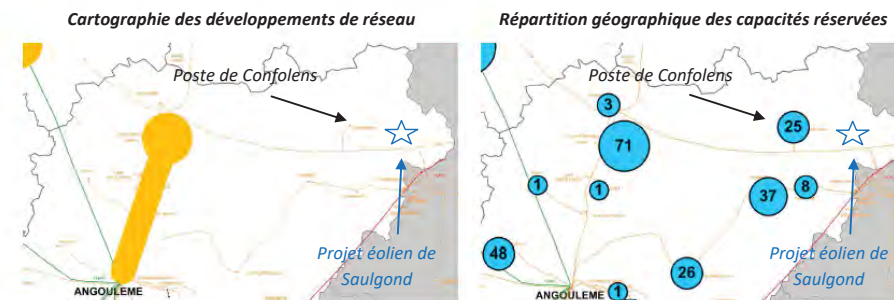 Cartographie des développements de réseau
Répartition géographique des capacités réservées
Poste de Confolens
Projet éolien de
Saulgond
ANGOULEME
Poste de Confolens
3
25
71
1
1
37
8
48
26
1
Projet éolien de
Saulgond
ANGOULEME